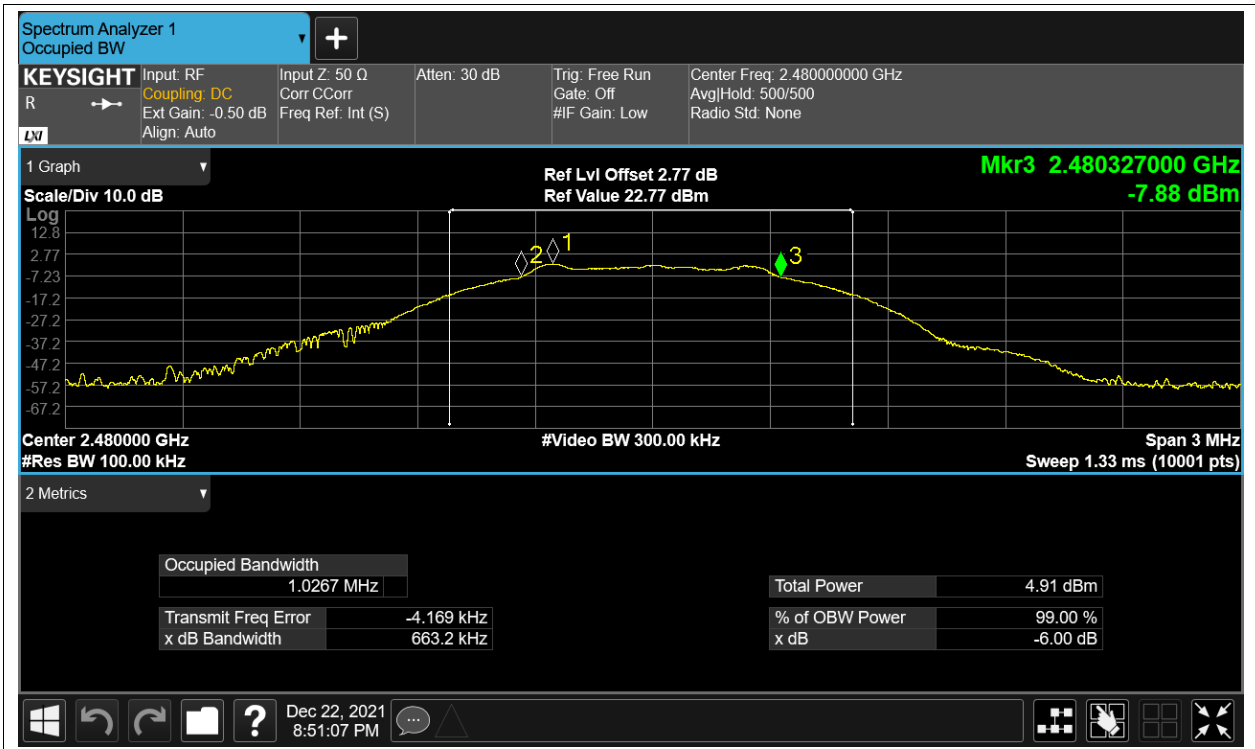 Spectrum Analyzer 1
Occupied BW
KEYSIGHT
R
LXI
Input: RF
Coupling: DC
Ext Gain: -0.50 dB
Align: Auto
Input Z: 50 Ω
Corr CCorr
Freq Ref: Int (S)
Atten: 30 dB
Trig: Free Run
Gate: Off
#IF Gain: Low
Center Freq: 2.480000000 GHz
Avg|Hold: 500/500
Radio Std: None
1 Graph
Scale/Div 10.0 dB
Ref Lvl Offset 2.77 dB
Ref Value 22.77 dBm
Mkr3 2.480327000 GHz
-7.88 dBm
Log
12.8
2.77
-7.23
-17.2
-27.2
-37.2
-47.2
-57.2
-67.2
2
1
3
Center 2.480000 GHz
#Res BW 100.00 kHz
#Video BW 300.00 kHz
Span 3 MHz
Sweep 1.33 ms (10001 pts)
2 Metrics
Occupied Bandwidth
1.0267 MHz
Transmit Freq Error -4.169 kHz
x dB Bandwidth 663.2 kHz
Total Power 4.91 dBm
% of OBW Power 99.00 %
x dB -6.00 dB
?
Dec 22, 2021
8:51:07 PM